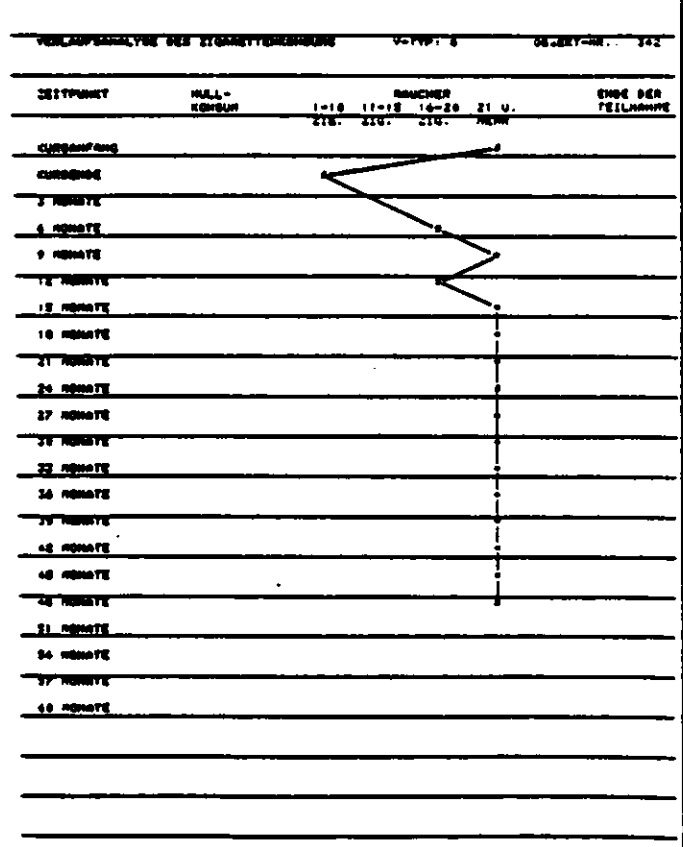 VERLAUFSANALYSE DES ZIGARETTENKONSUMS V-TYP: 6 OBJEKT-NR.: 342
ZEITPUNKT NULL- RAUCHER ENDE DER
KONSUM 1-10 11-15 16-20 21 U. TEILNAHME
ZIG. ZIG. ZIG. MEHR
KURSANFANG
KURSENDE
3 MONATE
6 MONATE
9 MONATE
12 MONATE
15 MONATE
18 MONATE
21 MONATE
24 MONATE
27 MONATE
30 MONATE
33 MONATE
36 MONATE
39 MONATE
42 MONATE
45 MONATE
48 MONATE
51 MONATE
54 MONATE
57 MONATE
60 MONATE